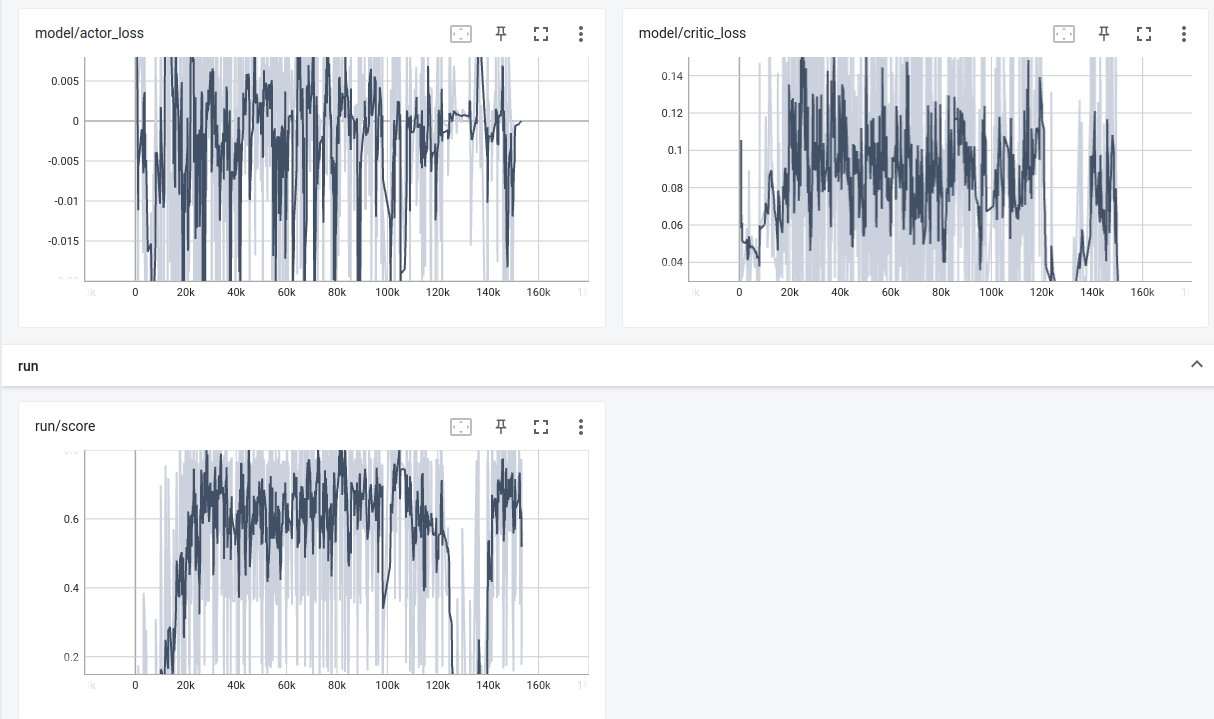 model/actor_loss
0.005
0
-0.005
-0.01
-0.015
0 20k 40k 60k 80k 100k 120k 140k 160k
model/critic_loss
0.14
0.12
0.1
0.08
0.06
0.04
0 20k 40k 60k 80k 100k 120k 140k 160k
run
run/score
0.6
0.4
0.2
0 20k 40k 60k 80k 100k 120k 140k 160k